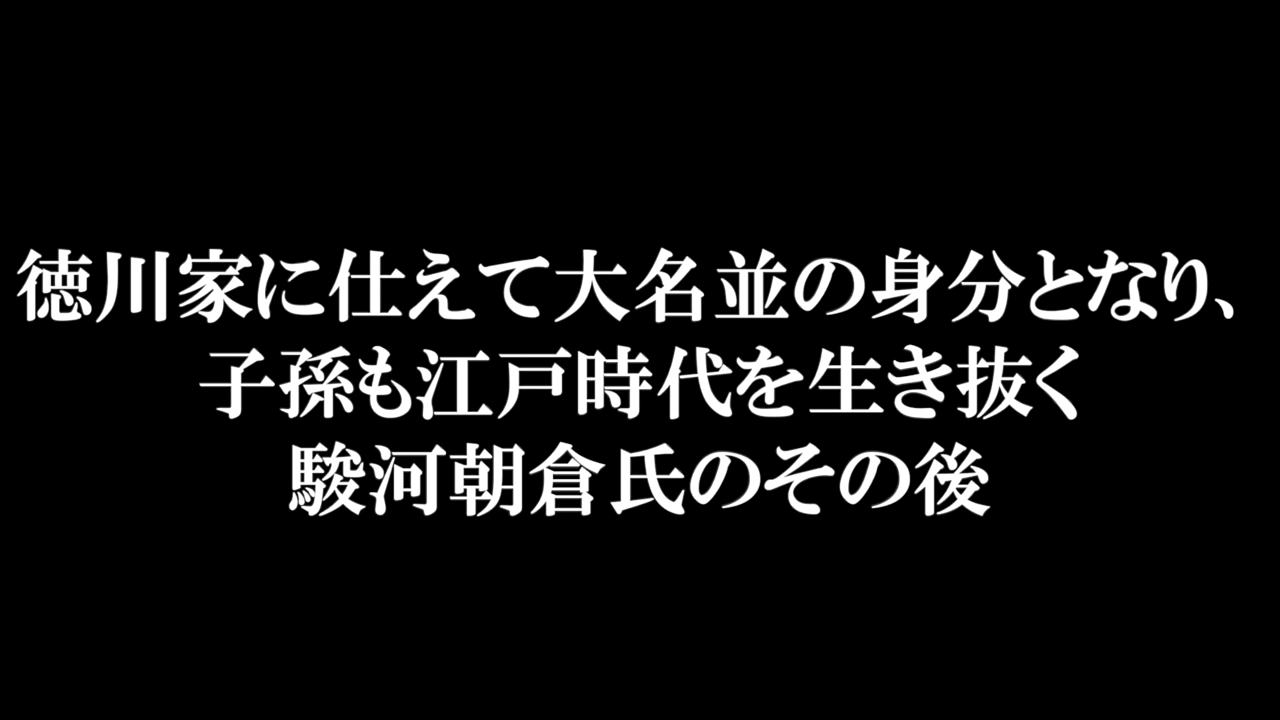 徳川家に仕えて大名並の身分となり、
子孫も江戸時代を生き抜く
駿河朝倉氏のその後